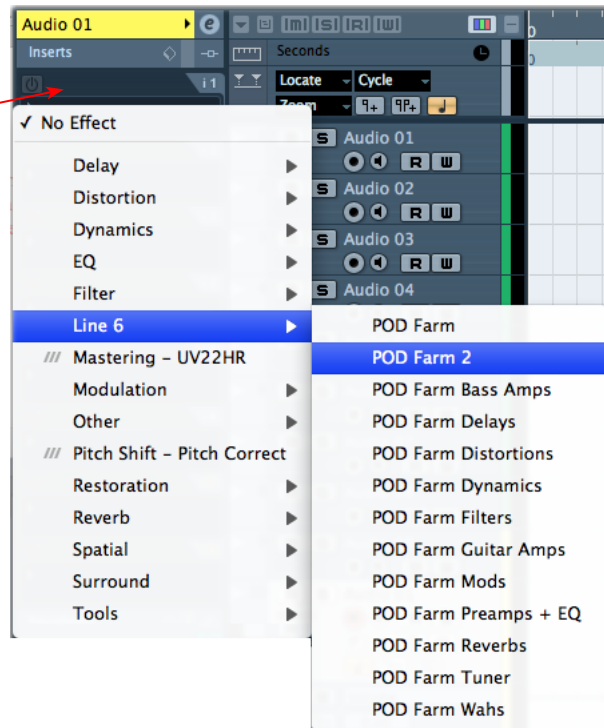 Audio 01 e m S R W
Inserts Seconds
i 1 Locate Cycle
Zoom
✓ No Effect
Delay
Distortion
Dynamics
EQ
Filter
Line 6
/// Mastering – UV22HR
Modulation
Other
/// Pitch Shift – Pitch Correct
Restoration
Reverb
Spatial
Surround
Tools
S Audio 01
R W
S Audio 02
R W
S Audio 03
R W
S Audio 04
POD Farm
POD Farm 2
POD Farm Bass Amps
POD Farm Delays
POD Farm Distortions
POD Farm Dynamics
POD Farm Filters
POD Farm Guitar Amps
POD Farm Mods
POD Farm Preamps + EQ
POD Farm Reverbs
POD Farm Tuner
POD Farm Wahs